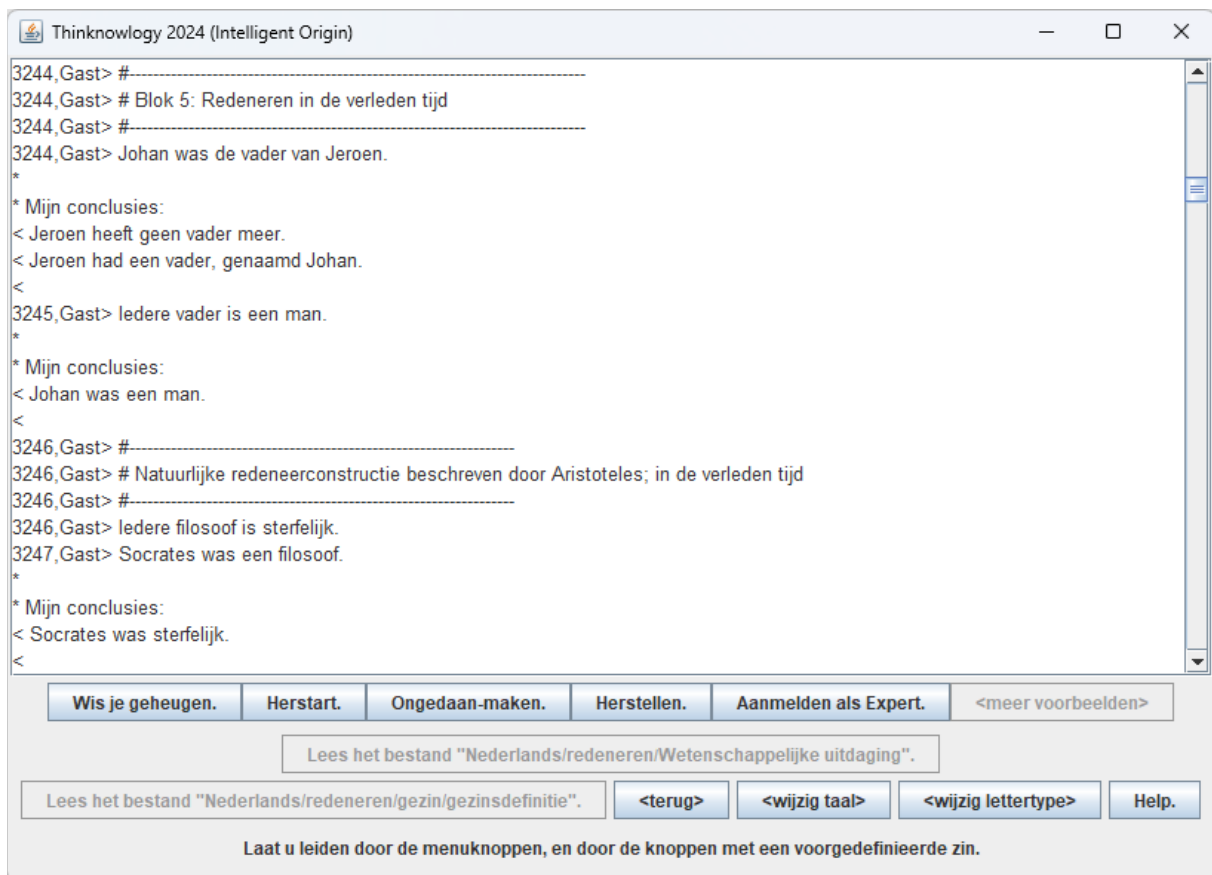 Thinknowlogy 2024 (Intelligent Origin)
3244,Gast> #------------------------------------------------------------------------------
3244,Gast> # Blok 5: Redeneren in de verleden tijd
3244,Gast> #------------------------------------------------------------------------------
3244,Gast> Johan was de vader van Jeroen.
*
* Mijn conclusies:
< Jeroen heeft geen vader meer.
< Jeroen had een vader, genaamd Johan.
<
3245,Gast> Iedere vader is een man.
*
* Mijn conclusies:
< Johan was een man.
<
3246,Gast> #------------------------------------------------------------------
3246,Gast> # Natuurlijke redeneerconstructie beschreven door Aristoteles; in de verleden tijd
3246,Gast> #------------------------------------------------------------------
3246,Gast> Iedere filosoof is sterfelijk.
3247,Gast> Socrates was een filosoof.
*
* Mijn conclusies:
< Socrates was sterfelijk.
<
Wis je geheugen. Herstart. Ongedaan-maken. Herstellen. Aanmelden als Expert. <meer voorbeelden>
Lees het bestand "Nederlands/redeneren/Wetenschappelijke uitdaging".
Lees het bestand "Nederlands/redeneren/gezin/gezinsdefinitie". <terug> <wijzig taal> <wijzig lettertype> Help.
Laat u leiden door de menuknoppen, en door de knoppen met een voorgedefinieerde zin.